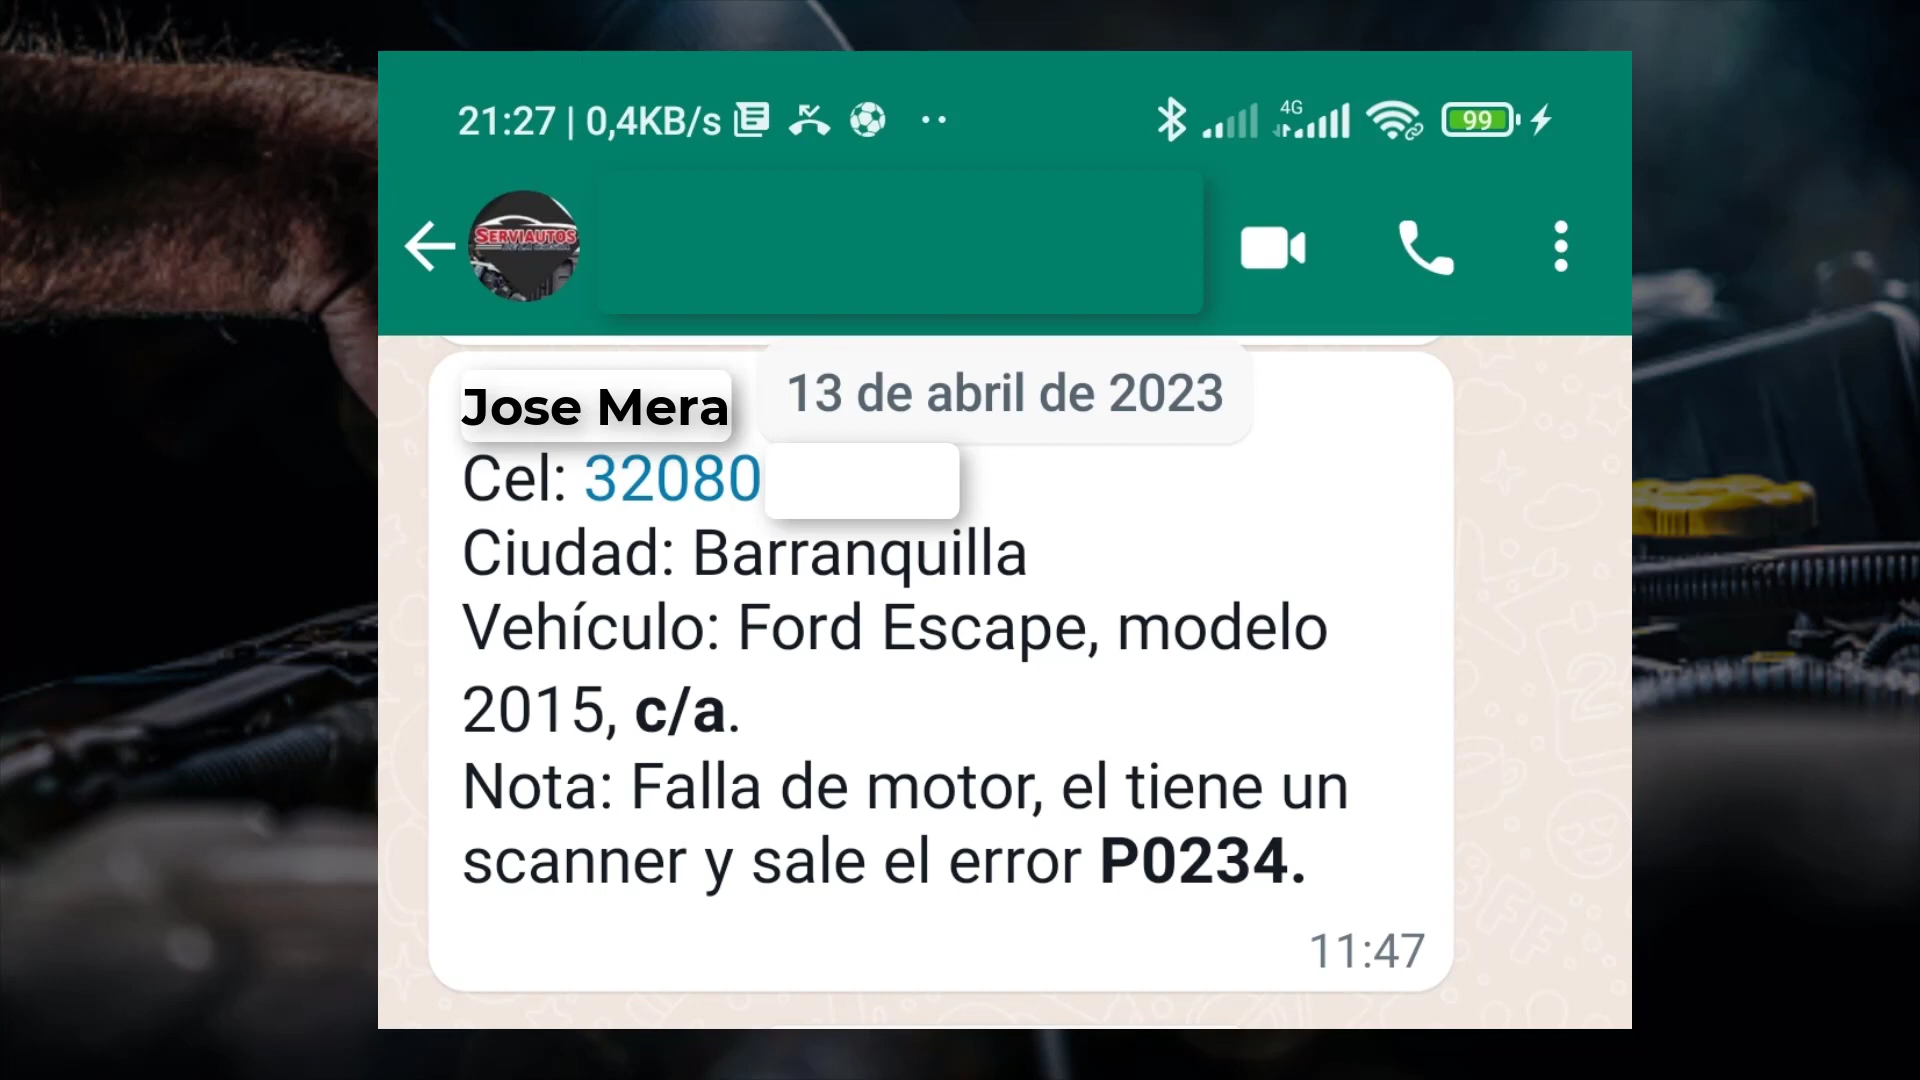 21:27 | 0,4KB/s
4G
99
SERVIAUTOS
Jose Mera
13 de abril de 2023
Cel: 32080
Ciudad: Barranquilla
Vehículo: Ford Escape, modelo
2015, c/a.
Nota: Falla de motor, el tiene un
scanner y sale el error P0234.
11:47